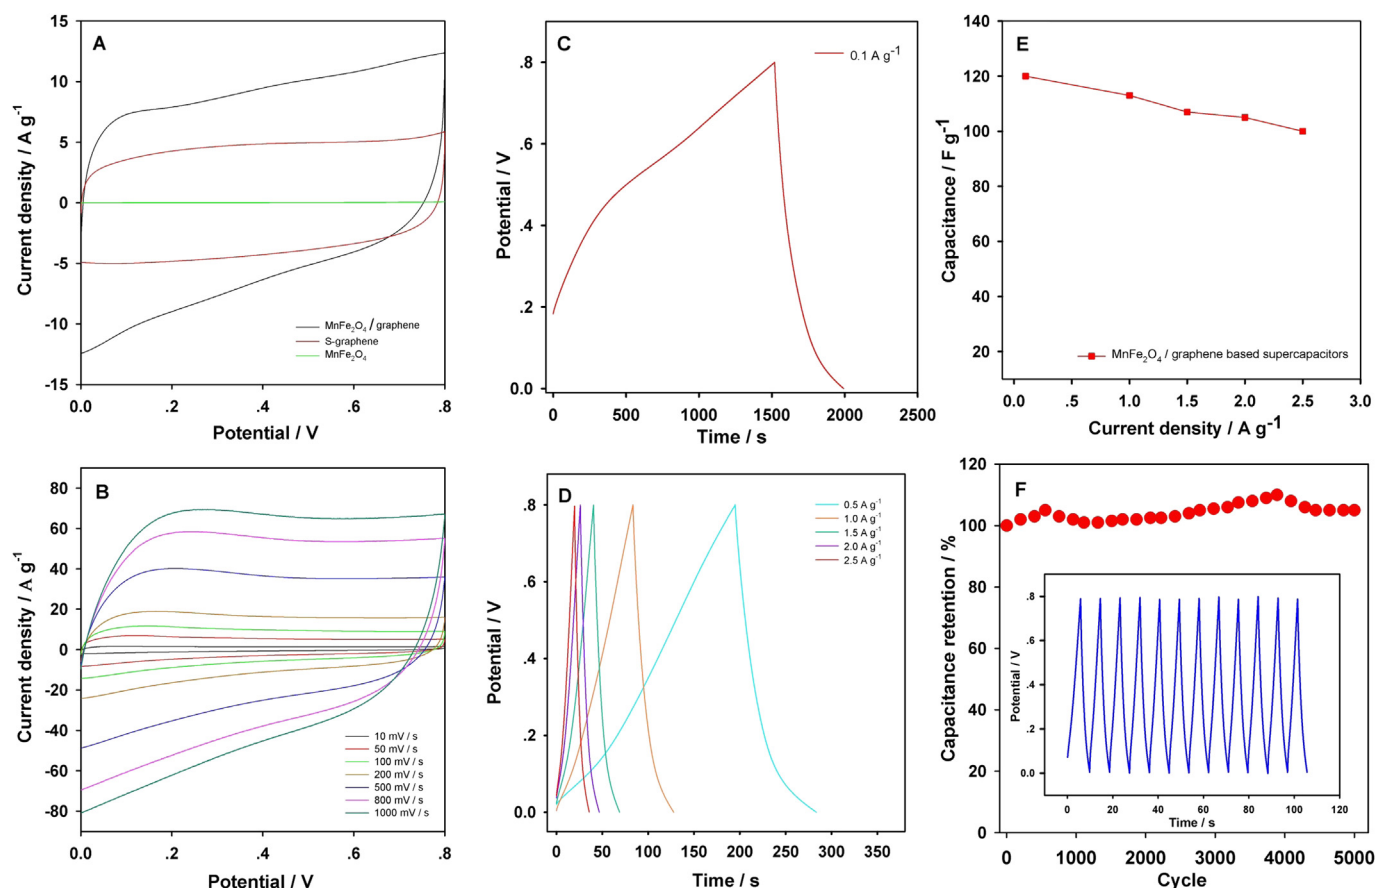 A
15
10
5
0
-5
-10
-15
Current density / A g-1
0.0 .2 .4 .6 .8
Potential / V
MnFe2O4 / graphene
S-graphene
MnFe2O4
C
0.1 A g-1
.8
.6
.4
.2
0.0
Potential / V
0 500 1000 1500 2000 2500
Time / s
E
140
120
100
80
60
40
20
Capacitance / F g-1
MnFe2O4 / graphene based supercapacitors
0.0 .5 1.0 1.5 2.0 2.5 3.0
Current density / A g-1
B
80
60
40
20
0
-20
-40
-60
-80
Current density / A g-1
10 mV / s
50 mV / s
100 mV / s
200 mV / s
500 mV / s
800 mV / s
1000 mV / s
0.0 .2 .4 .6 .8
Potential / V
D
0.5 A g-1
1.0 A g-1
1.5 A g-1
2.0 A g-1
2.5 A g-1
.8
.6
.4
.2
0.0
Potential / V
0 50 100 150 200 250 300 350
Time / s
F
120
100
80
60
40
20
0
Capacitance retention / %
.8
.6
.4
.2
0.0
Potential / V
0 20 40 60 80 100 120
Time / s
0 1000 2000 3000 4000 5000
Cycle